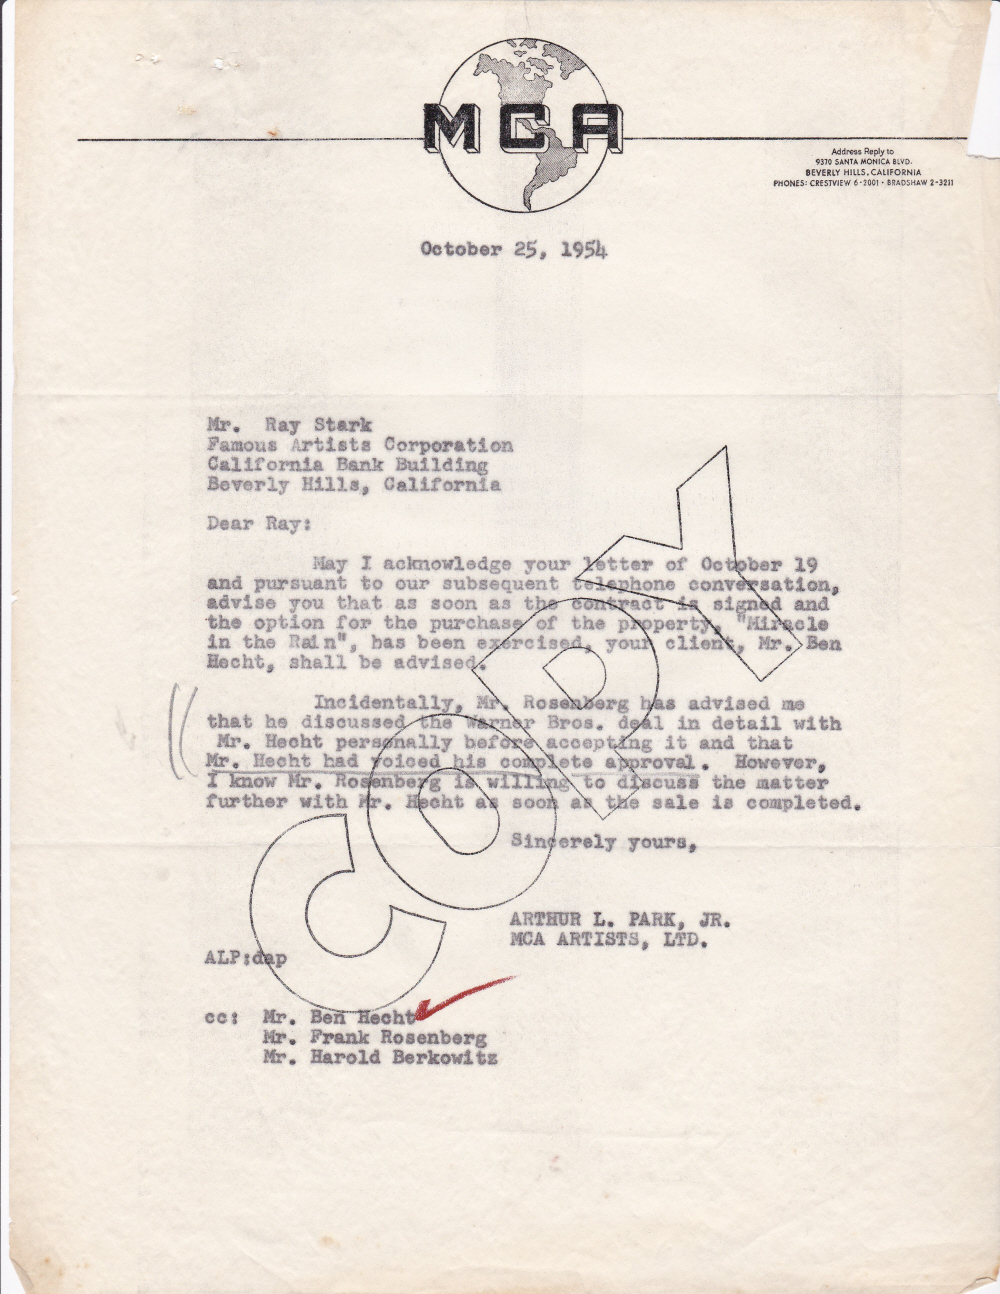 MCA
Address Reply to
9370 SANTA MONICA BLVD.
BEVERLY HILLS, CALIFORNIA
PHONES: CRESTVIEW 6-2001 • BRADSHAW 2-3211
October 25, 1954
Mr. Ray Stark
Famous Artists Corporation
California Bank Building
Beverly Hills, California
Dear Ray:
May I acknowledge your letter of October 19
and pursuant to our subsequent telephone conversation,
advise you that as soon as the contract is signed and
the option for the purchase of the property, "Miracle
in the Rain", has been exercised, your client, Mr. Ben
Hecht, shall be advised.
Incidentally, Mr. Rosenberg has advised me
that he discussed the Warner Bros. deal in detail with
Mr. Hecht personally before accepting it and that
Mr. Hecht had voiced his complete approval. However,
I know Mr. Rosenberg is willing to discuss the matter
further with Mr. Hecht as soon as the sale is completed.
Sincerely yours,
ARTHUR L. PARK, JR.
MCA ARTISTS, LTD.
ALP:dap
cc: Mr. Ben Hecht
Mr. Frank Rosenberg
Mr. Harold Berkowitz
COPY